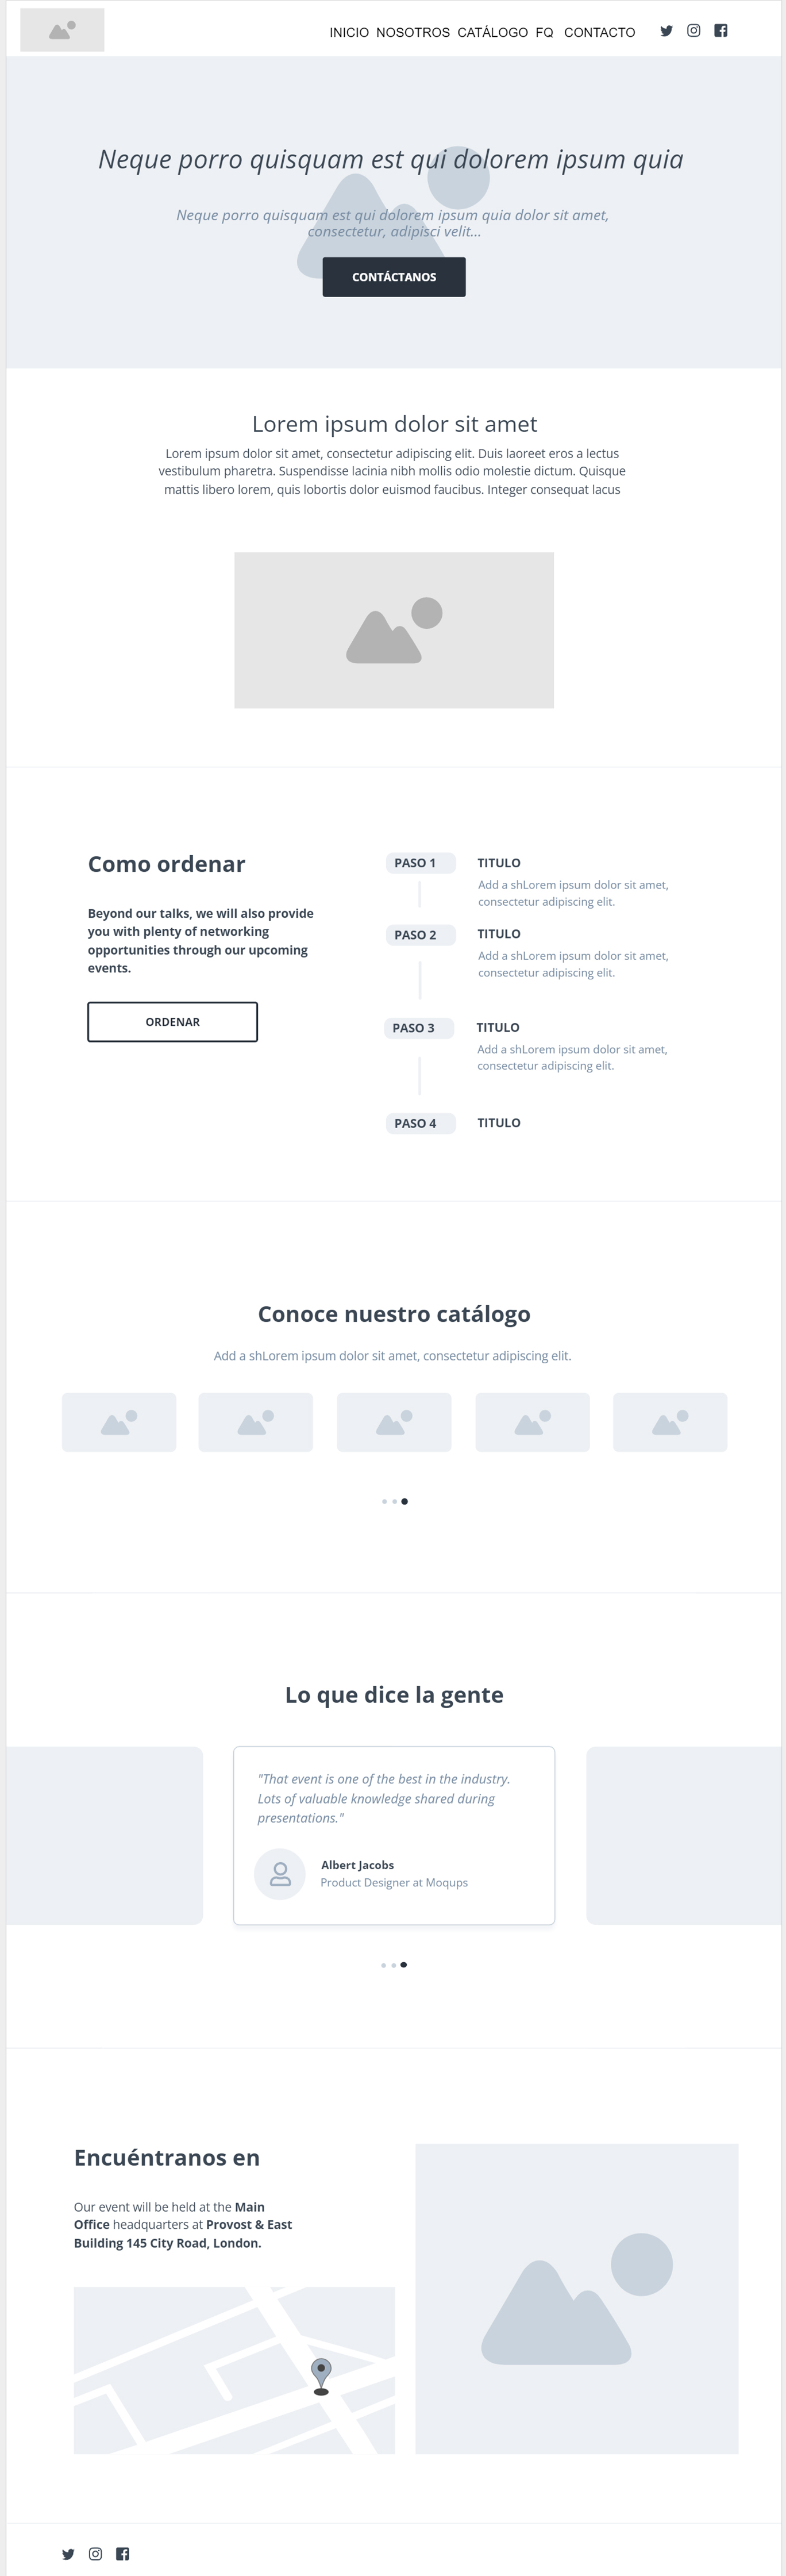 INICIO NOSOTROS CATÁLOGO FQ CONTACTO
Neque porro quisquam est qui dolorem ipsum quia
Neque porro quisquam est qui dolorem ipsum quia dolor sit amet,
consectetur, adipisci velit...
CONTÁCTANOS
Lorem ipsum dolor sit amet
Lorem ipsum dolor sit amet, consectetur adipiscing elit. Duis laoreet eros a lectus
vestibulum pharetra. Suspendisse lacinia nibh mollis odio molestie dictum. Quisque
mattis libero lorem, quis lobortis dolor euismod faucibus. Integer consequat lacus
Como ordenar
Beyond our talks, we will also provide
you with plenty of networking
opportunities through our upcoming
events.
ORDENAR
PASO 1
TITULO
Add a shLorem ipsum dolor sit amet,
consectetur adipiscing elit.
PASO 2
TITULO
Add a shLorem ipsum dolor sit amet,
consectetur adipiscing elit.
PASO 3
TITULO
Add a shLorem ipsum dolor sit amet,
consectetur adipiscing elit.
PASO 4
TITULO
Conoce nuestro catálogo
Add a shLorem ipsum dolor sit amet, consectetur adipiscing elit.
Lo que dice la gente
"That event is one of the best in the industry.
Lots of valuable knowledge shared during
presentations."
Albert Jacobs
Product Designer at Moqups
Encuéntranos en
Our event will be held at the Main
Office headquarters at Provost & East
Building 145 City Road, London.